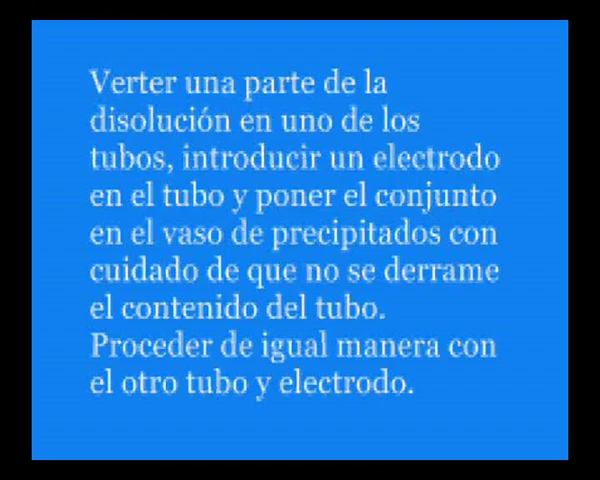 Verter una parte de la
disolución en uno de los
tubos, introducir un electrodo
en el tubo y poner el conjunto
en el vaso de precipitados con
cuidado de que no se derrame
el contenido del tubo.
Proceder de igual manera con
el otro tubo y electrodo.